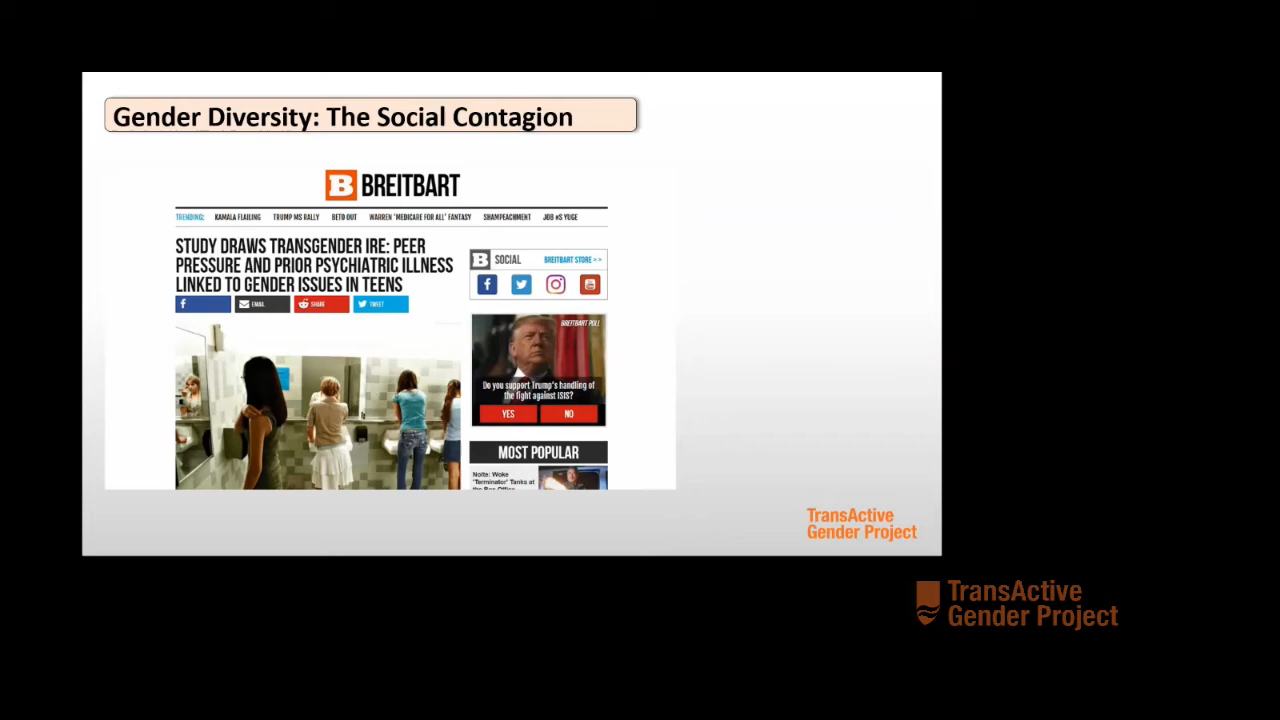 Gender Diversity: The Social Contagion
B BREITBART
TRENDING: KAMALA FLAILING TRUMP MS RALLY BETO OUT WARREN 'MEDICARE FOR ALL' FANTASY SHAMPEACHMENT JOB #S YUGE
STUDY DRAWS TRANSGENDER IRE: PEER
PRESSURE AND PRIOR PSYCHIATRIC ILLNESS
LINKED TO GENDER ISSUES IN TEENS
EMAIL SHARE TWEET
B SOCIAL BREITBART STORE > >
BREITBART POLL
Do you support Trump's handling of
the fight against ISIS?
YES NO
MOST POPULAR
Nolte: Woke
'Terminator' Tanks at
the Box Office
TransActive
Gender Project
TransActive
Gender Project